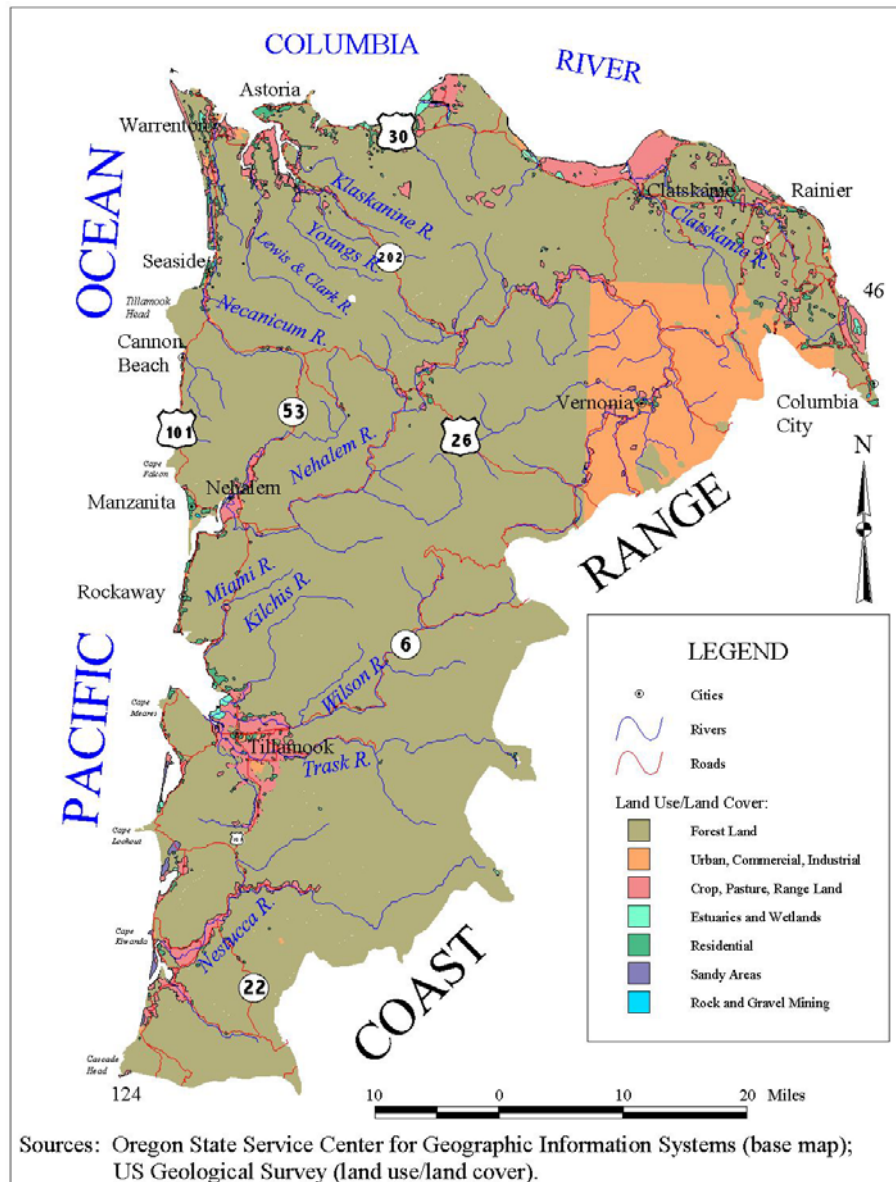 COLUMBIA
RIVER
Astoria
Warrenton
30
OCEAN
Klaskanine R.
Clatskanie
Rainier
Youngs R.
Clatskanie R.
202
Lewis & Clark R.
Seaside
46
Tillamook
Head
Necanicum R.
Cannon
Beach
53
Vernonia
Columbia
City
101
26
Cape
Falcon
Nehalem R.
N
Nehalem
Manzanita
RANGE
Miami R.
Rockaway
Kilchis R.
6
PACIFIC
Wilson R.
Cape
Meares
Tillamook
Trask R.
Cape
Lookout
Cape
Kiwanda
Nestucca R.
22
COAST
Cascade
Head
124
LEGEND
Cities
Rivers
Roads
Land Use/Land Cover:
Forest Land
Urban, Commercial, Industrial
Crop, Pasture, Range Land
Estuaries and Wetlands
Residential
Sandy Areas
Rock and Gravel Mining
10 0 10 20 Miles
Sources: Oregon State Service Center for Geographic Information Systems (base map);
US Geological Survey (land use/land cover).